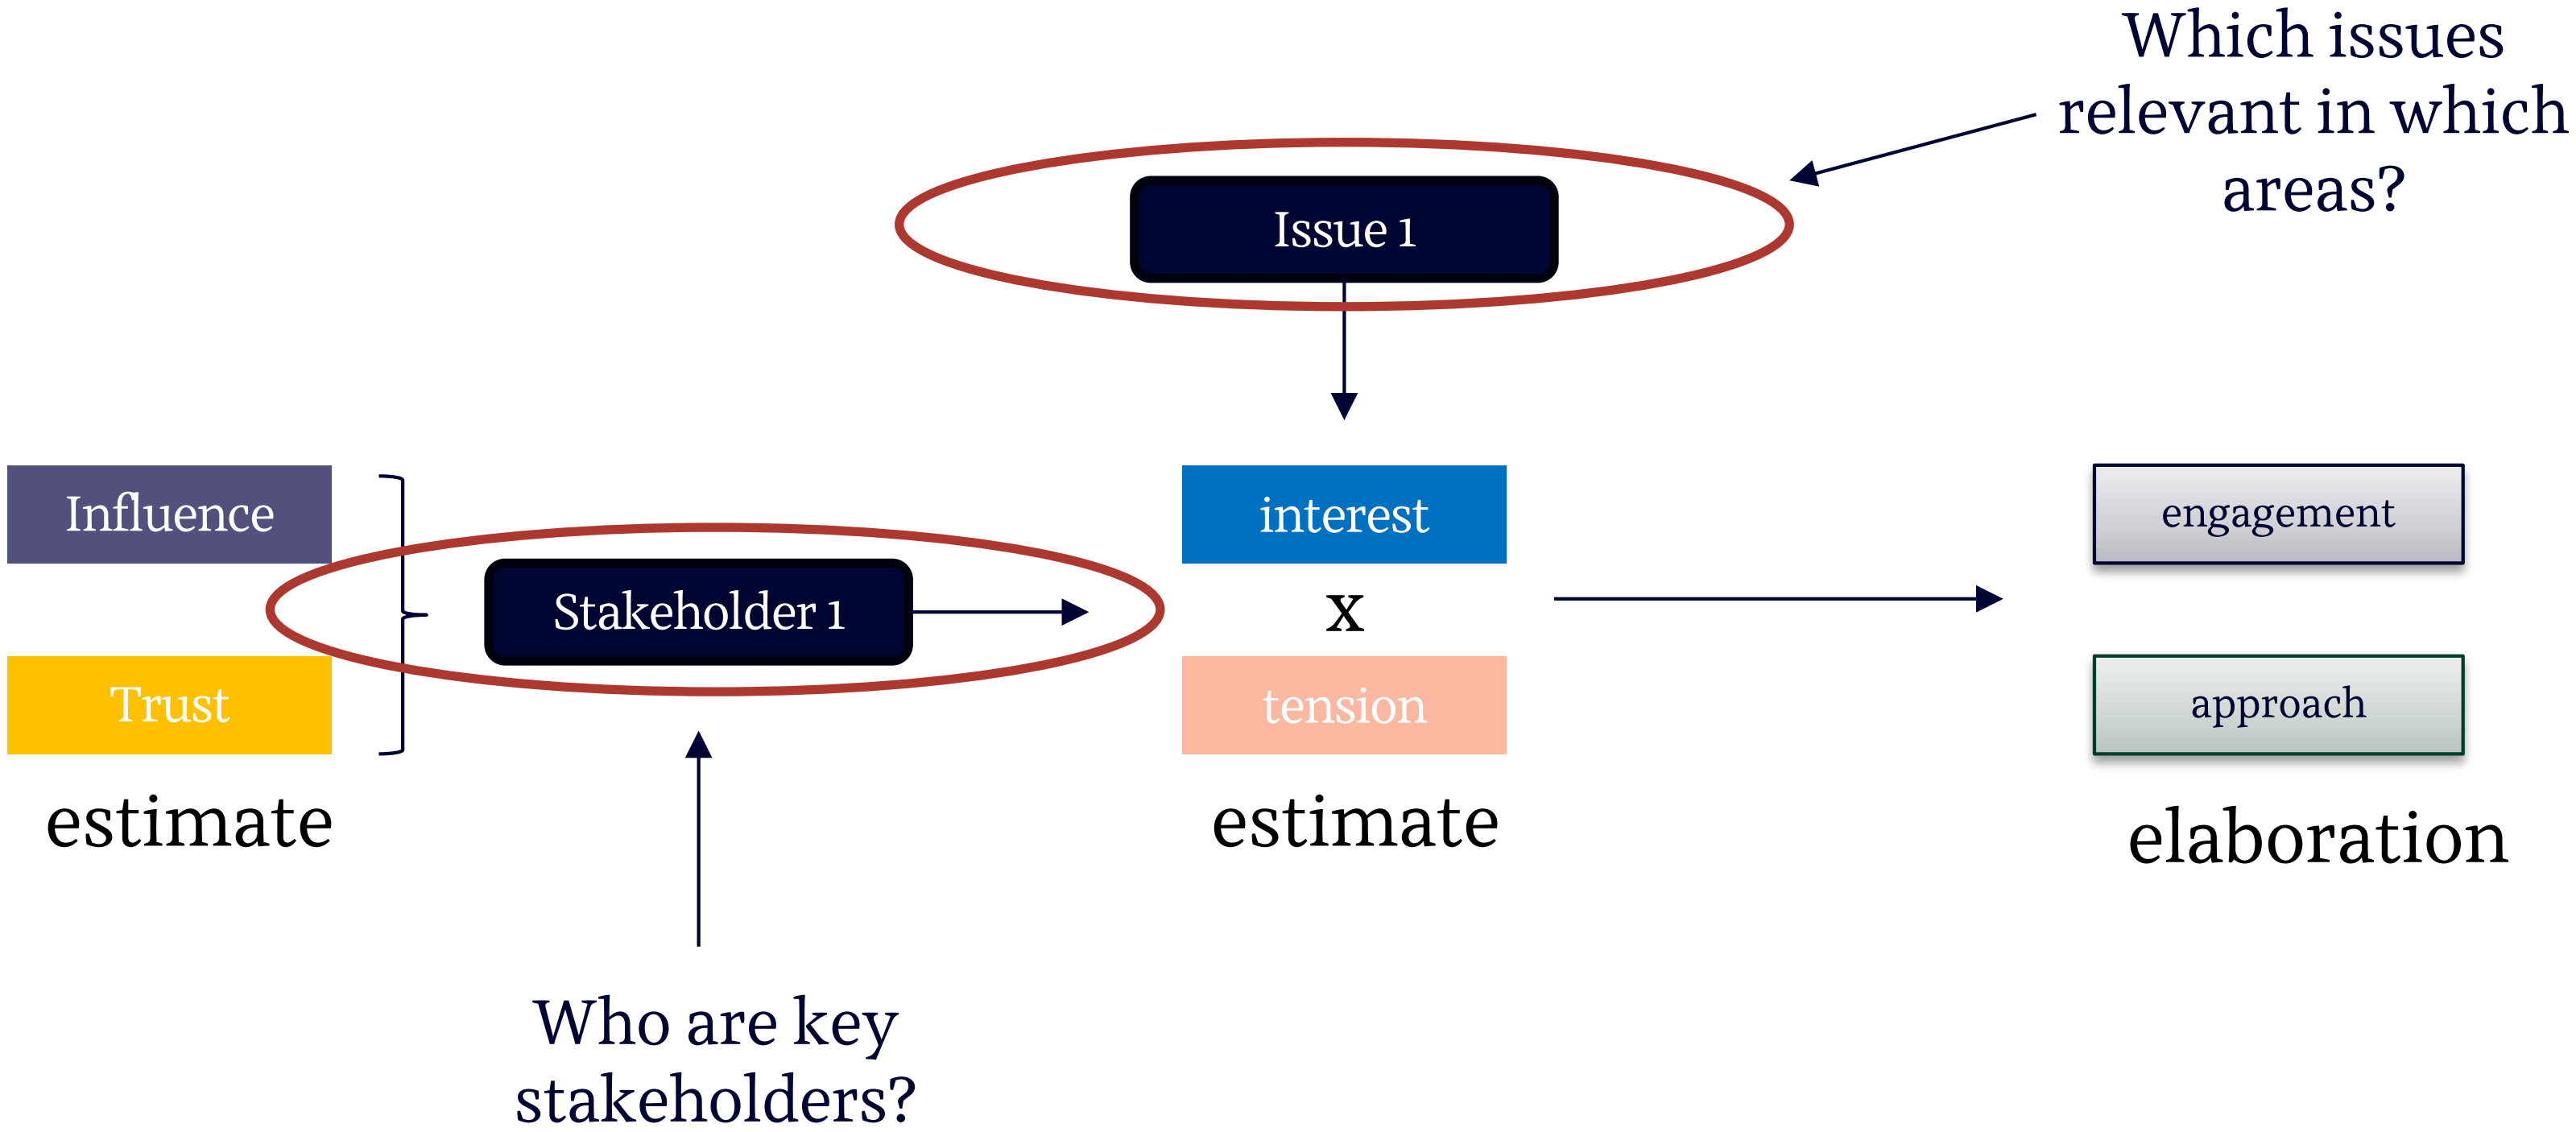 Which issues
relevant in which
areas?
Issue 1
Influence
interest
engagement
Stakeholder 1
x
Trust
tension
approach
estimate
estimate
elaboration
Who are key
stakeholders?